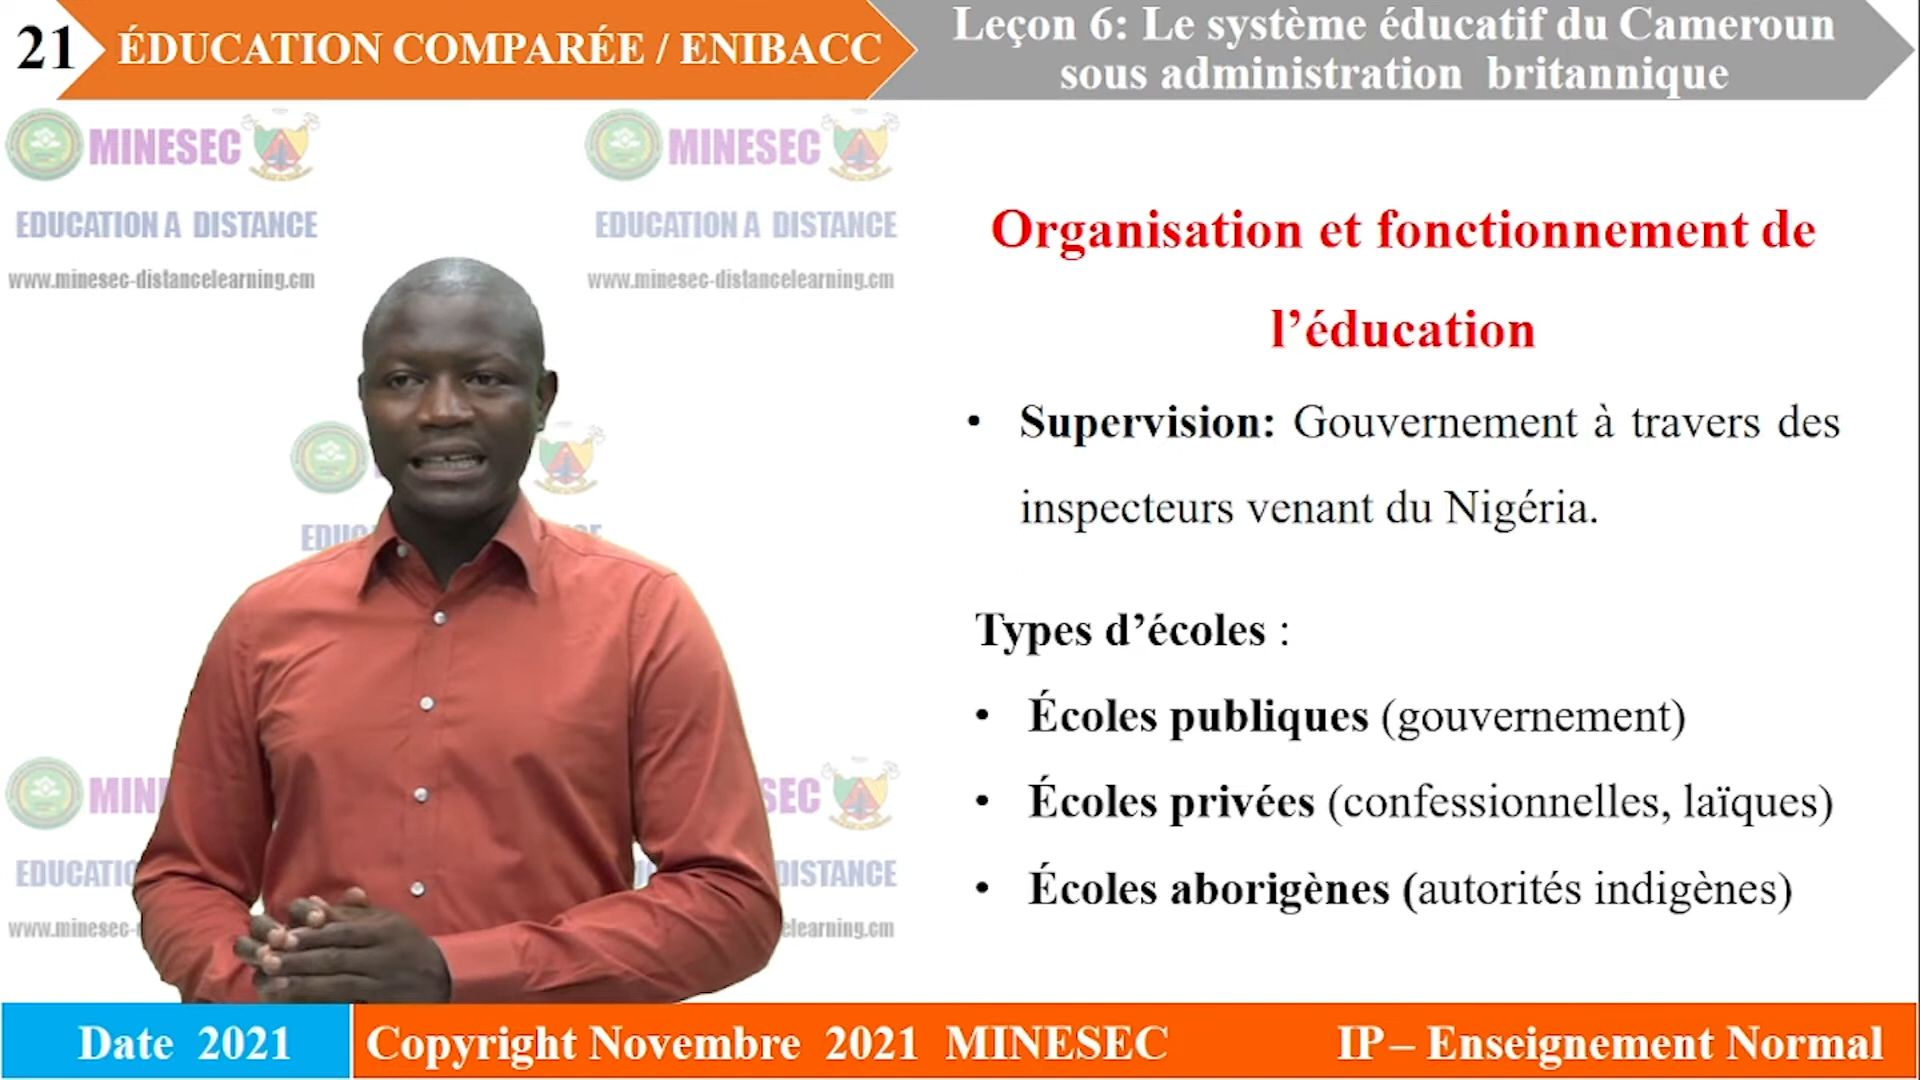 21
ÉDUCATION COMPARÉE / ENIBACC
Leçon 6: Le système éducatif du Cameroun
sous administration britannique
MINESEC
EDUCATION A DISTANCE
www.minesec-distancelearning.cm
MINESEC
EDUCATION A DISTANCE
www.minesec-distancelearning.cm
Organisation et fonctionnement de
l’éducation
• Supervision: Gouvernement à travers des
inspecteurs venant du Nigéria.
Types d’écoles :
• Écoles publiques (gouvernement)
• Écoles privées (confessionnelles, laïques)
• Écoles aborigènes (autorités indigènes)
Date 2021
Copyright Novembre 2021 MINESEC
IP – Enseignement Normal